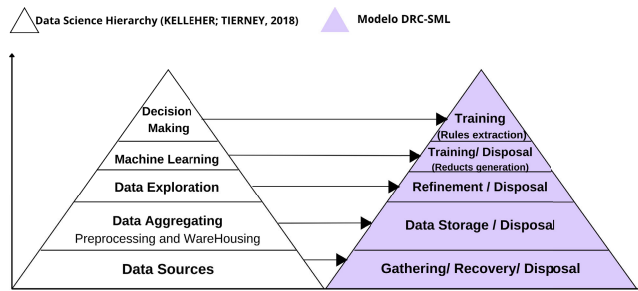 Data Science Hierarchy (KELLEHER; TIERNEY, 2018)
Modelo DRC-SML
Decision
Making
Machine Learning
Data Exploration
Data Aggregating
Preprocessing and WareHousing
Data Sources
Training
(Rules extraction)
Training/ Disposal
(Reducts generation)
Refinement / Disposal
Data Storage / Disposal
Gathering/ Recovery/ Disposal